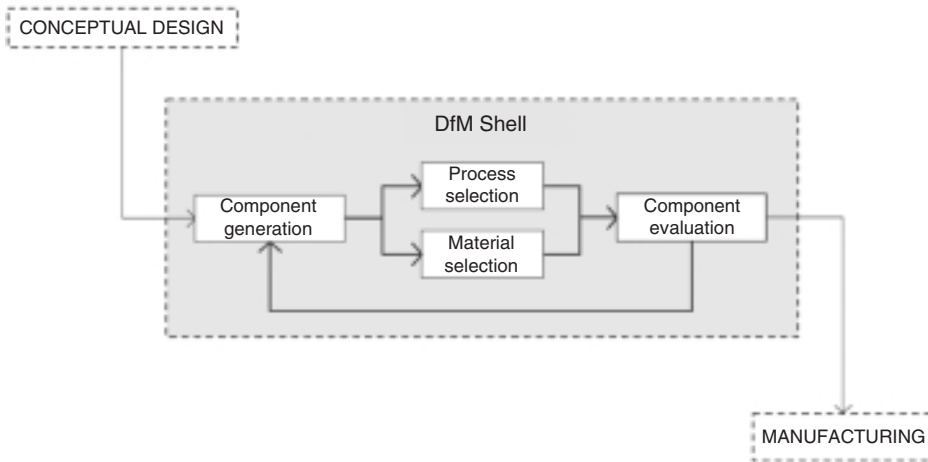 CONCEPTUAL DESIGN
DfM Shell
Component
generation
Process
selection
Material
selection
Component
evaluation
MANUFACTURING